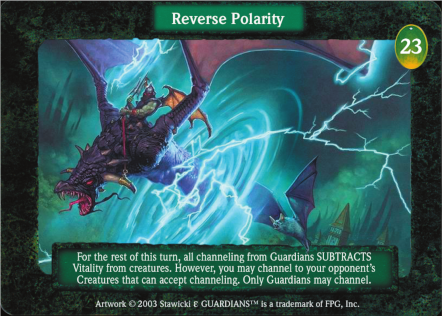 Reverse Polarity
23
For the rest of this turn, all channeling from Guardians SUBTRACTS
Vitality from creatures. However, you may channel to your opponent's
Creatures that can accept channeling. Only Guardians may channel.
Artwork © 2003 Stawicki & GUARDIANS™ is a trademark of FPG, Inc.